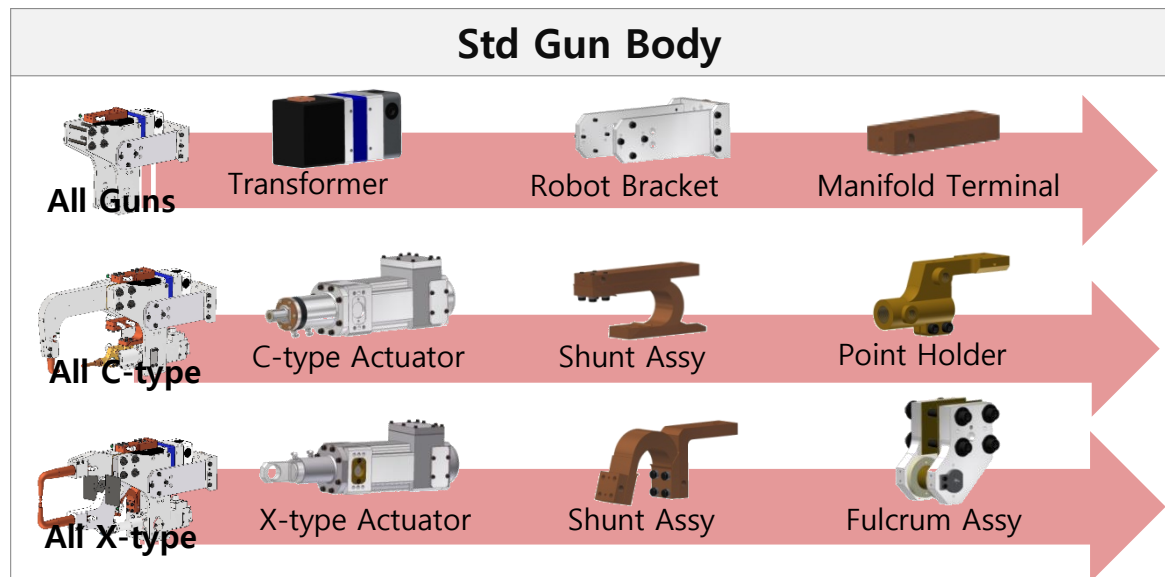 Std Gun Body
All Guns
Transformer
Robot Bracket
Manifold Terminal
All C-type
C-type Actuator
Shunt Assy
Point Holder
All X-type
X-type Actuator
Shunt Assy
Fulcrum Assy